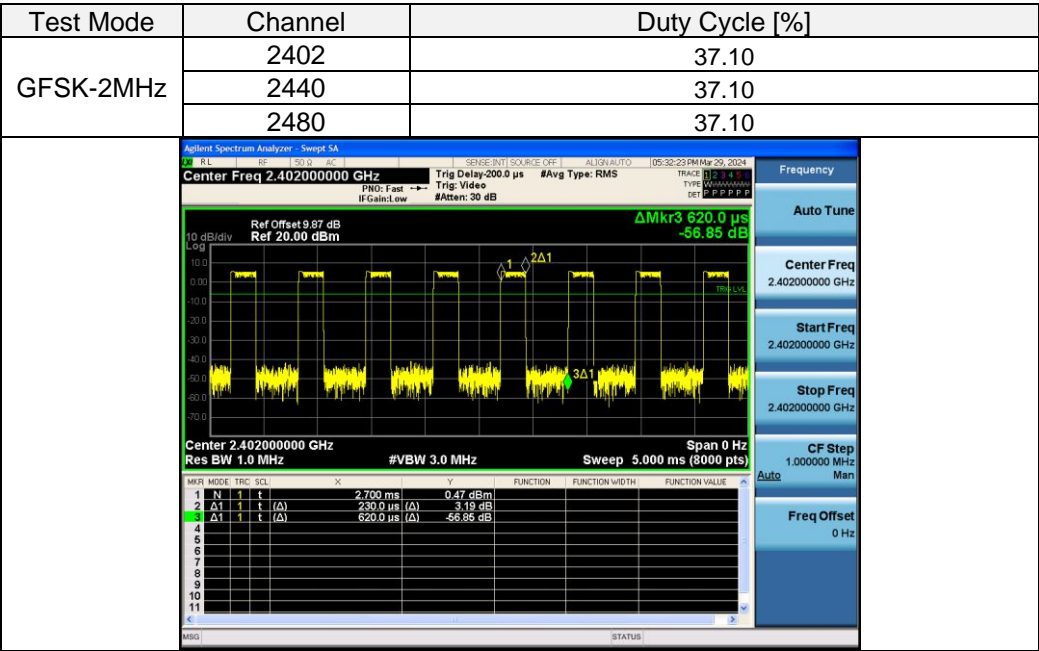 Test Mode Channel Duty Cycle [%]
GFSK-2MHz 2402 37.10
2440 37.10
2480 37.10
Agilent Spectrum Analyzer - Swept SA
LXI RL RF 50 Ω AC SENSE:INT SOURCE OFF ALIGN AUTO 05:32:23 PM Mar 29, 2024
Center Freq 2.402000000 GHz
PNO: Fast
IFGain:Low
Trig Delay-200.0 µs
Trig: Video
#Atten: 30 dB
#Avg Type: RMS
TRACE 1 2 3 4 5 6
TYPE W
DET P P P P P P
Frequency
Auto Tune
Center Freq
2.402000000 GHz
Start Freq
2.402000000 GHz
Stop Freq
2.402000000 GHz
CF Step
1.000000 MHz
Auto Man
Freq Offset
0 Hz
ΔMkr3 620.0 µs
-56.85 dB
Ref Offset 9.87 dB
10 dB/div Ref 20.00 dBm
Log
10.0
0.00
-10.0
-20.0
-30.0
-40.0
-50.0
-60.0
-70.0
1
2Δ1
TRIG LVL
3Δ1
Center 2.402000000 GHz Span 0 Hz
Res BW 1.0 MHz #VBW 3.0 MHz Sweep 5.000 ms (8000 pts)
MKR MODE TRC SCL X Y FUNCTION FUNCTION WIDTH FUNCTION VALUE
1 N 1 t 2.700 ms 0.47 dBm
2 Δ1 1 t (Δ) 230.0 µs (Δ) 3.19 dB
3 Δ1 1 t (Δ) 620.0 µs (Δ) -56.85 dB
4
5
6
7
8
9
10
11
MSG STATUS